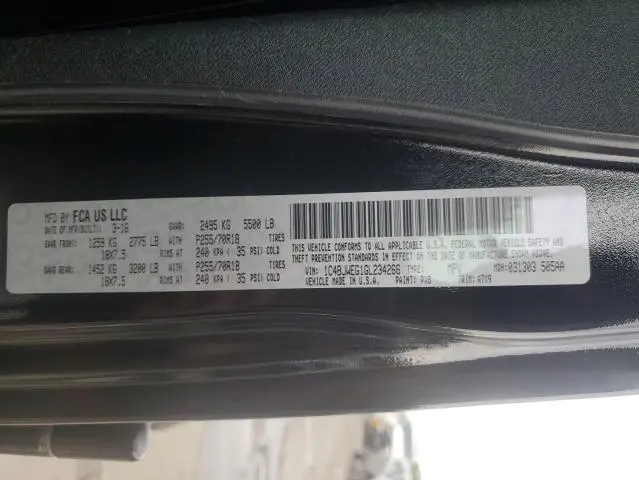 MFD BY FCA US LLC
DATE OF MFR(BUILT): 3-16 GVWR: 2495 KG 5500 LB
GAWR FRONT: 1259 KG 2775 LB WITH P255/70R18 TIRES
18X7.5 RIMS AT 240 KPA ( 35 PSI) COLD
GAWR REAR: 1452 KG 3200 LB WITH P255/70R18 TIRES
18X7.5 RIMS AT 240 KPA ( 35 PSI) COLD
THIS VEHICLE CONFORMS TO ALL APPLICABLE U.S.A. FEDERAL MOTOR VEHICLE SAFETY AND
THEFT PREVENTION STANDARDS IN EFFECT ON THE DATE OF MANUFACTURE SHOWN ABOVE.
VIN: 1C4BJWEG1GL234266 TYPE: MPV MDH:031303 505AA
VEHICLE MADE IN U.S.A. PAINT: TRIM: A7X9